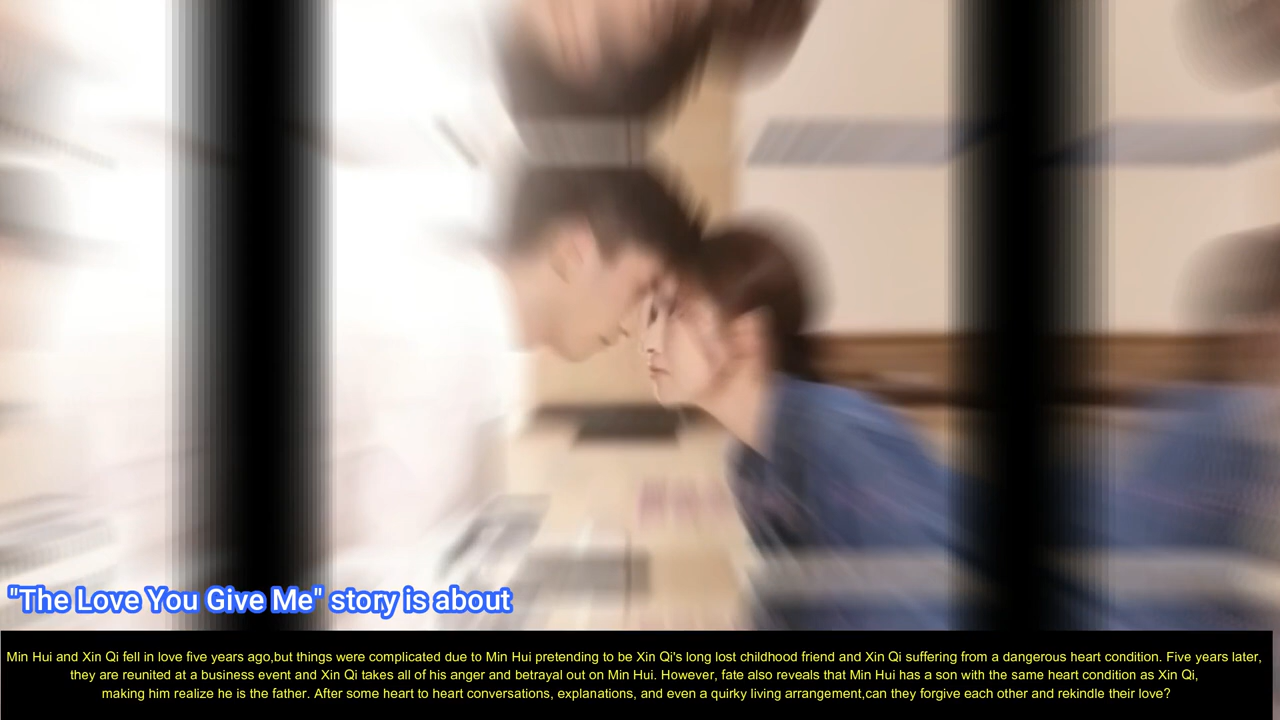 "The Love You Give Me" story is about
Min Hui and Xin Qi fell in love five years ago,but things were complicated due to Min Hui pretending to be Xin Qi's long lost childhood friend and Xin Qi suffering from a dangerous heart condition. Five years later,
they are reunited at a business event and Xin Qi takes all of his anger and betrayal out on Min Hui. However, fate also reveals that Min Hui has a son with the same heart condition as Xin Qi,
making him realize he is the father. After some heart to heart conversations, explanations, and even a quirky living arrangement,can they forgive each other and rekindle their love?